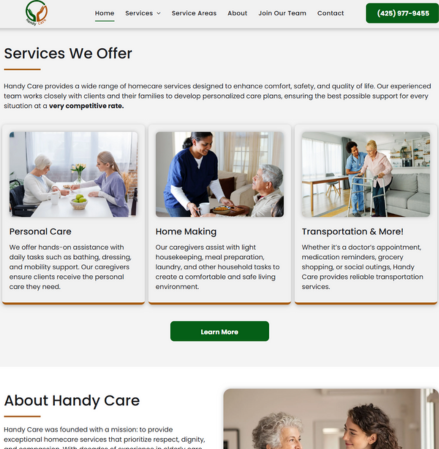 Handy Care
Home Services Service Areas About Join Our Team Contact (425) 977-9455
Services We Offer
Handy Care provides a wide range of homecare services designed to enhance comfort, safety, and quality of life. Our experienced
team works closely with clients and their families to develop personalized care plans, ensuring the best possible support for every
situation at a very competitive rate.
Personal Care
We offer hands-on assistance with
daily tasks such as bathing, dressing,
and mobility support. Our caregivers
ensure clients receive the personal
care they need.
Home Making
Our caregivers assist with light
housekeeping, meal preparation,
laundry, and other household tasks to
create a comfortable and safe living
environment.
Transportation & More!
Whether it's a doctor's appointment,
medication reminders, grocery
shopping, or social outings, Handy
Care provides reliable transportation
services.
Learn More
About Handy Care
Handy Care was founded with a mission: to provide
exceptional homecare services that prioritize respect, dignity,
and compassion. With decades of experience in elderly care,